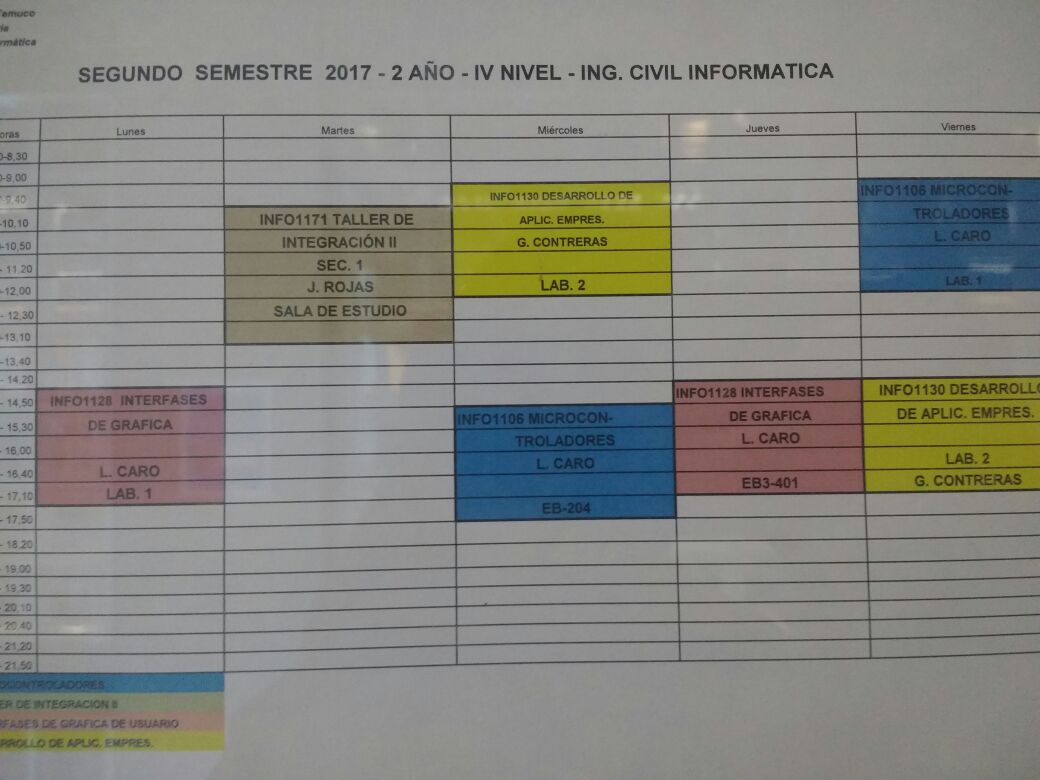 Temuco
ria
rmática
SEGUNDO SEMESTRE 2017 - 2 AÑO - IV NIVEL - ING. CIVIL INFORMATICA
oras Lunes Martes Miércoles Jueves Viernes
0-8,30
0-9,00
9,40
-10,10
-10,50
- 11,20
-12,00
- 12,30
-13,10
-13,40
- 14,20
- 14,50
- 15,30
- 16,00
- 16,40
- 17,10
- 17,50
- 18,20
- 19,00
- 19,30
- 20,10
- 20,40
- 21,20
- 21,50
INFO1128 INTERFASES
DE GRAFICA
L. CARO
LAB. 1
INFO1171 TALLER DE
INTEGRACIÓN II
SEC. 1
J. ROJAS
SALA DE ESTUDIO
INFO1130 DESARROLLO DE
APLIC. EMPRES.
G. CONTRERAS
LAB. 2
INFO1106 MICROCON-
TROLADORES
L. CARO
EB-204
INFO1128 INTERFASES
DE GRAFICA
L. CARO
EB3-401
INFO1106 MICROCON-
TROLADORES
L. CARO
LAB. 1
INFO1130 DESARROLLO
DE APLIC. EMPRES.
LAB. 2
G. CONTRERAS
OCONTROLADORES
ER DE INTEGRACION II
RFASES DE GRAFICA DE USUARIO
RROLLO DE APLIC. EMPRES.